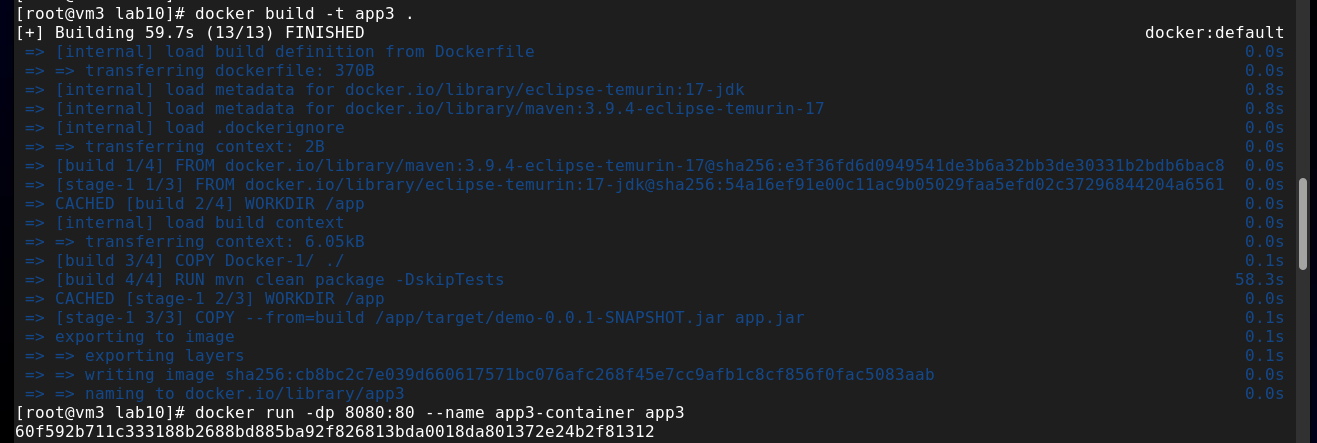 [root@vm3 lab10]# docker build -t app3 .
[+] Building 59.7s (13/13) FINISHED docker:default
=> [internal] load build definition from Dockerfile 0.0s
=> => transferring dockerfile: 370B 0.0s
=> [internal] load metadata for docker.io/library/eclipse-temurin:17-jdk 0.8s
=> [internal] load metadata for docker.io/library/maven:3.9.4-eclipse-temurin-17 0.8s
=> [internal] load .dockerignore 0.0s
=> => transferring context: 2B 0.0s
=> [build 1/4] FROM docker.io/library/maven:3.9.4-eclipse-temurin-17@sha256:e3f36fd6d0949541de3b6a32bb3de30331b2bdb6bac8 0.0s
=> [stage-1 1/3] FROM docker.io/library/eclipse-temurin:17-jdk@sha256:54a16ef91e00c11ac9b05029faa5efd02c37296844204a6561 0.0s
=> CACHED [build 2/4] WORKDIR /app 0.0s
=> [internal] load build context 0.0s
=> => transferring context: 6.05kB 0.0s
=> [build 3/4] COPY Docker-1/ ./ 0.1s
=> [build 4/4] RUN mvn clean package -DskipTests 58.3s
=> CACHED [stage-1 2/3] WORKDIR /app 0.0s
=> [stage-1 3/3] COPY --from=build /app/target/demo-0.0.1-SNAPSHOT.jar app.jar 0.1s
=> exporting to image 0.1s
=> => exporting layers 0.1s
=> => writing image sha256:cb8bc2c7e039d660617571bc076afc268f45e7cc9afb1c8cf856f0fac5083aab 0.0s
=> => naming to docker.io/library/app3 0.0s
[root@vm3 lab10]# docker run -dp 8080:80 --name app3-container app3
60f592b711c333188b2688bd885ba92f826813bda0018da801372e24b2f81312